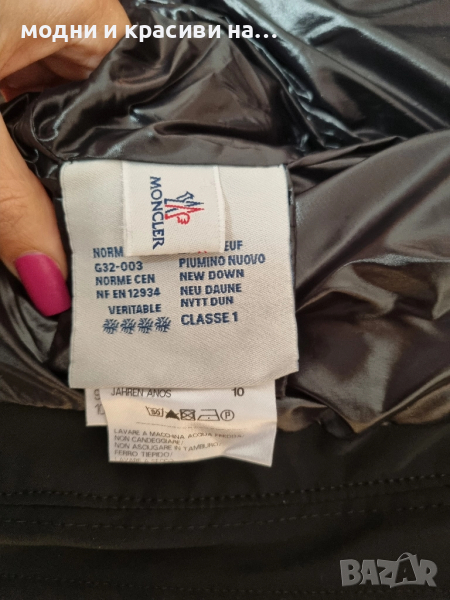 модни и красиви на...
MONCLER
NORM
G32-003
NORME CEN
NF EN 12934
VERITABLE
EUF
PIUMINO NUOVO
NEW DOWN
NEU DAUNE
NYTT DUN
CLASSE 1
JAHREN AÑOS 10
LAVARE A MACCHINA ACQUA FREDDA
NON CANDEGGIARE
NON ASCIUGARE IN TAMBURO
FERRO TIEPIDO
BAZAR